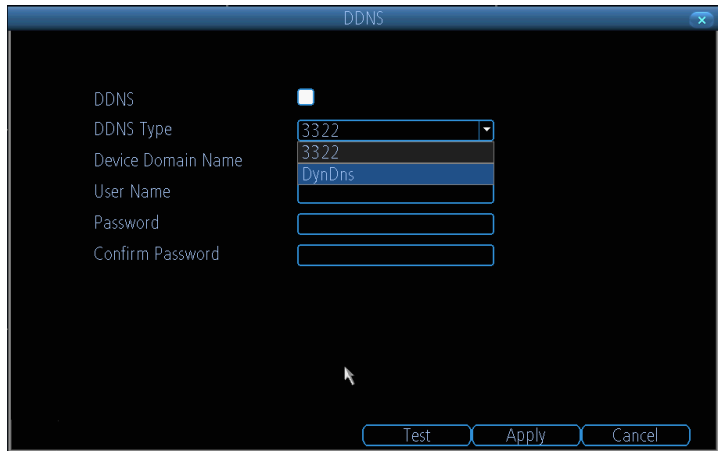 DDNS
DDNS
DDNS Type 3322
3322
Device Domain Name
DynDns
User Name
Password
Confirm Password
Test Apply Cancel